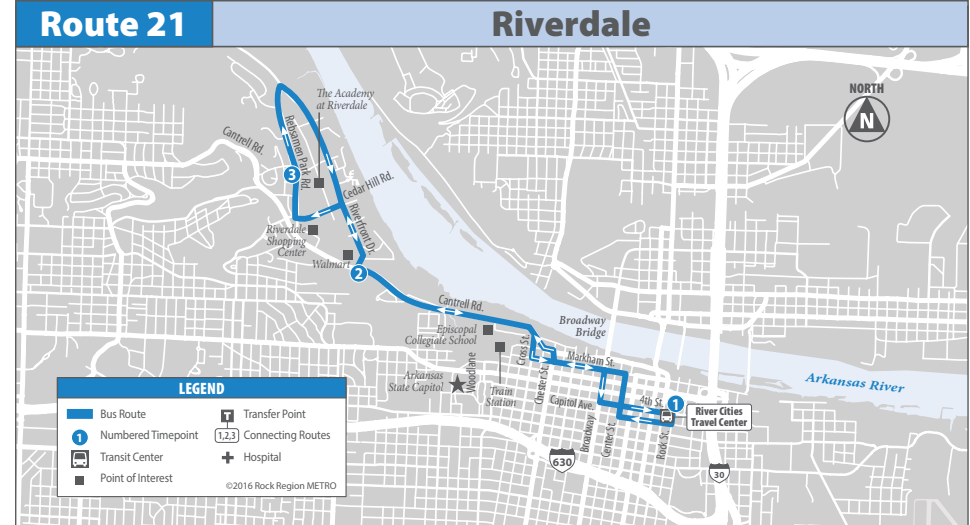 Route 21
Riverdale
The Academy
at Riverdale
NORTH
N
Cantrell Rd.
Rebsamen Park Rd.
3
Cedar Hill Rd.
Riverfront Dr.
Riverdale
Shopping
Center
Walmart
2
Cantrell Rd.
Broadway
Bridge
Episcopal
Collegiate School
Cross St.
Chester St.
Markham St.
Arkansas River
Arkansas
State Capitol
Woodlane
Train
Station
Capitol Ave.
Broadway
Center St.
4th St.
Rock St.
1
River Cities
Travel Center
630
30
LEGEND
Bus Route
1 Numbered Timepoint
Transit Center
Point of Interest
T Transfer Point
1,2,3 Connecting Routes
Hospital
©2016 Rock Region METRO